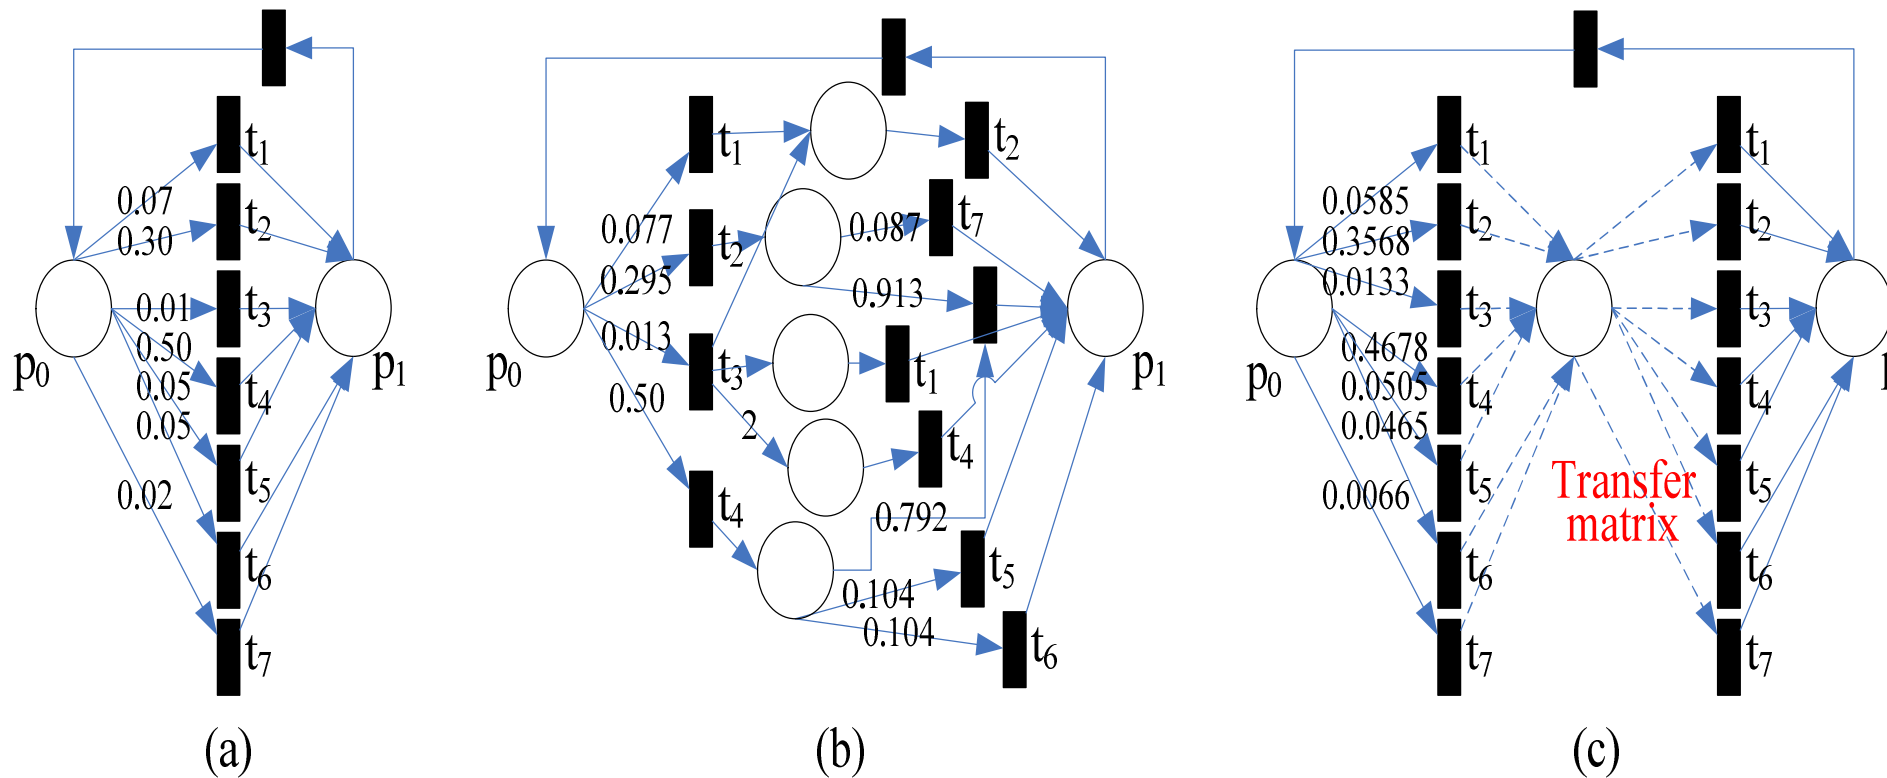 t1
0.07
t2
0.30
0.01
t3
0.50
p0
p1
0.05
t4
0.05
0.02
t5
t6
t7
(a)
t1
t2
0.077
t7
0.087
t2
0.295
0.913
0.013
p0
t3
t1
p1
0.50
2
t4
t4
0.792
t5
0.104
0.104
t6
(b)
t1
t1
0.0585
t2
t2
0.3568
0.0133
t3
t3
0.4678
p0
0.0505
t4
t4
0.0465
0.0066
t5
Transfer
matrix
t5
t6
t6
t7
t7
(c)